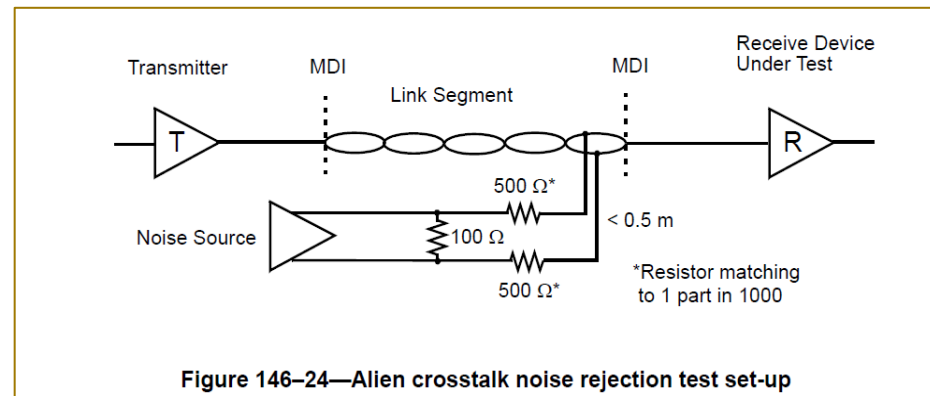 Receive Device
Under Test
Transmitter
MDI
MDI
Link Segment
T
R
500 Ω*
< 0.5 m
Noise Source
100 Ω
*Resistor matching
to 1 part in 1000
500 Ω*
Figure 146–24—Alien crosstalk noise rejection test set-up